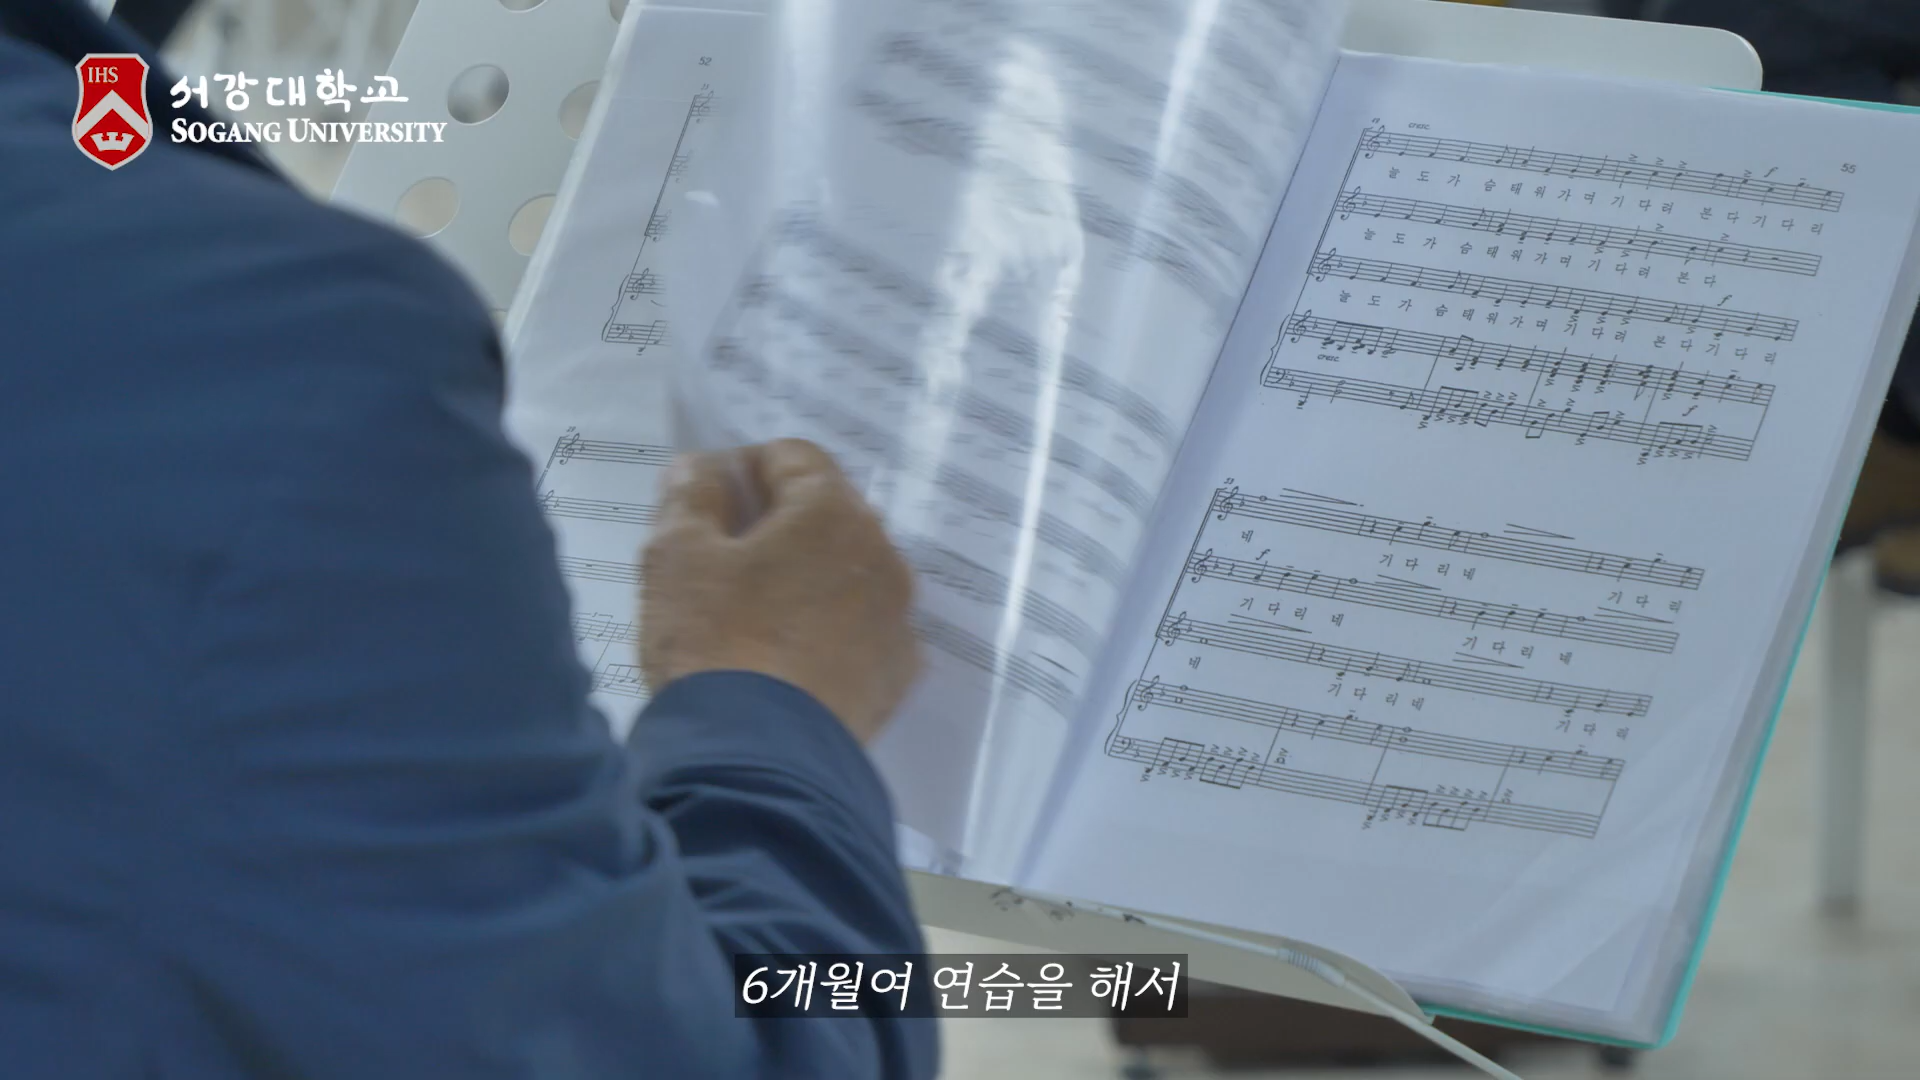 IHS
서강대학교
SOGANG UNIVERSITY
52
55
cresc.
늘 도 가 슴 태 워 가 며 기 다 려 본 다 기 다 리
늘 도 가 슴 태 워 가 며 기 다 려 본 다
늘 도 가 슴 태 워 가 며 기 다 려 본 다 기 다 리
cresc.
네 기 다 리 네 기 다 리
기 다 리 네 기 다 리 네
네 기 다 리 네 기 다 리
6개월여 연습을 해서